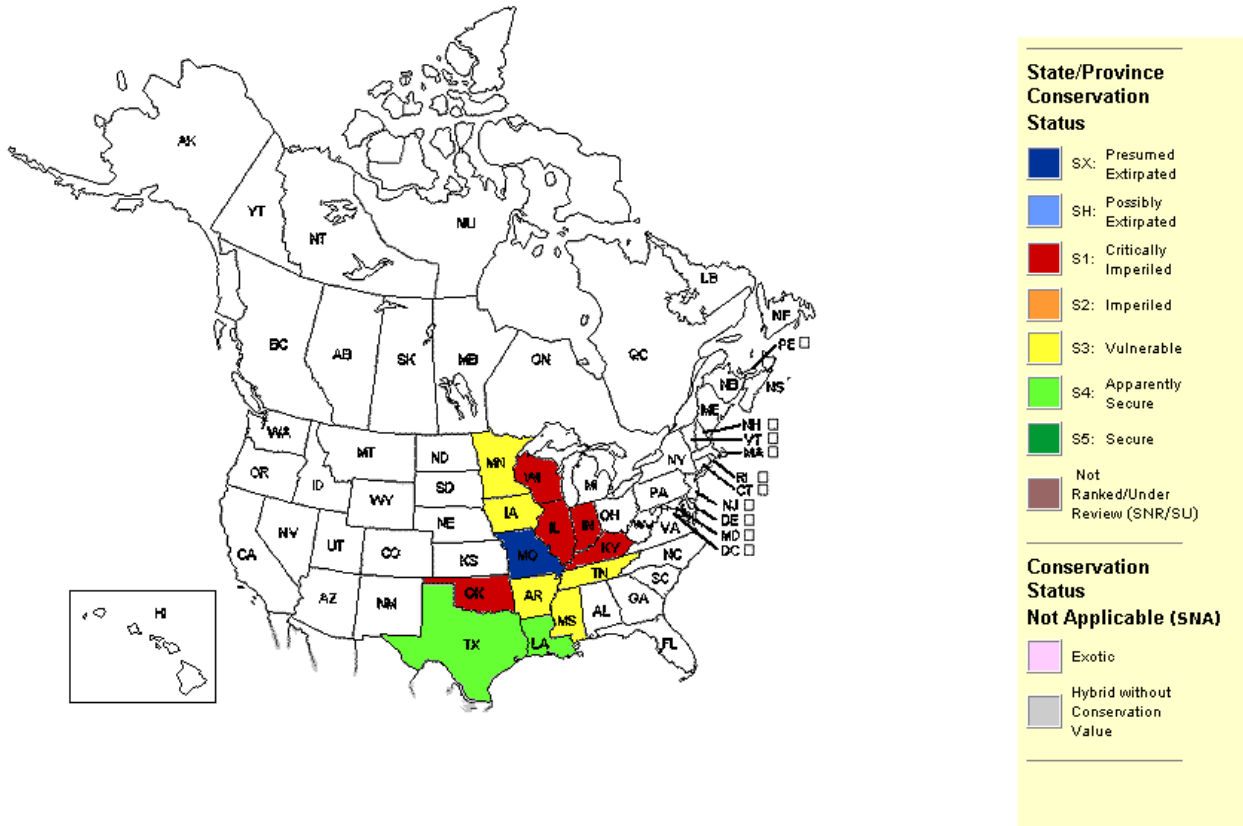 AK
YT
NT
NU
LB
NF
PE
BC
AB
SK
MB
ON
QC
NB
NS
ME
WA
MT
ND
MN
NH
VT
MA
OR
ID
SD
WI
MI
NY
RI
CT
WY
IA
PA
NJ
NE
OH
DE
NV
IL
IN
WV
VA
MD
DC
CA
UT
CO
KS
MO
KY
NC
TN
AZ
NM
OK
AR
SC
MS
AL
GA
TX
LA
FL
HI
State/Province
Conservation
Status
SX: Presumed
Extirpated
SH: Possibly
Extirpated
S1: Critically
Imperiled
S2: Imperiled
S3: Vulnerable
S4: Apparently
Secure
S5: Secure
Not
Ranked/Under
Review (SNR/SU)
Conservation
Status
Not Applicable (SNA)
Exotic
Hybrid without
Conservation
Value